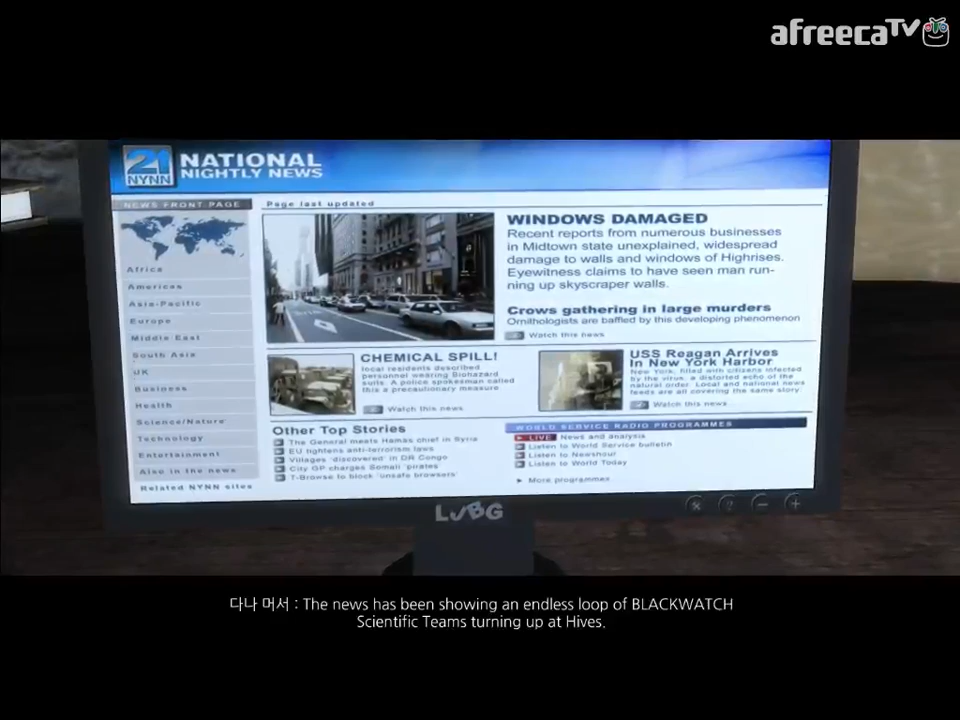 afreecaTV
21
NYNN
NATIONAL
NIGHTLY NEWS
NEWS FRONT PAGE
Africa
Americas
Asia-Pacific
Europe
Middle East
South Asia
UK
Business
Health
Science/Nature
Technology
Entertainment
Also in the news
Related NYNN sites
Page last updated
WINDOWS DAMAGED
Recent reports from numerous businesses
in Midtown state unexplained, widespread
damage to walls and windows of Highrises.
Eyewitness claims to have seen man run-
ning up skyscraper walls.
Crows gathering in large murders
Ornithologists are baffled by this developing phenomenon
Watch this news
CHEMICAL SPILL!
local residents described
personnel wearing Biohazard
suits. A police spokesman called
this a precautionary measure.
Watch this news
USS Reagan Arrives
In New York Harbor
New York, filled with citizens infected
by the virus, a distorted echo of the
natural order. Local and national news
feeds are all covering the same story.
Watch this news
Other Top Stories
The General meets Hamas chief in Syria
EU tightens anti-terrorism laws
Villages 'discovered' in DR Congo
City GP charges Somali 'pirates'
T-Browse to block 'unsafe browsers'
WORLD SERVICE RADIO PROGRAMMES
LIVE News and analysis
Listen to World Service bulletin
Listen to Newshour
Listen to World Today
More programmes
LJBG
다나 머서 : The news has been showing an endless loop of BLACKWATCH
Scientific Teams turning up at Hives.